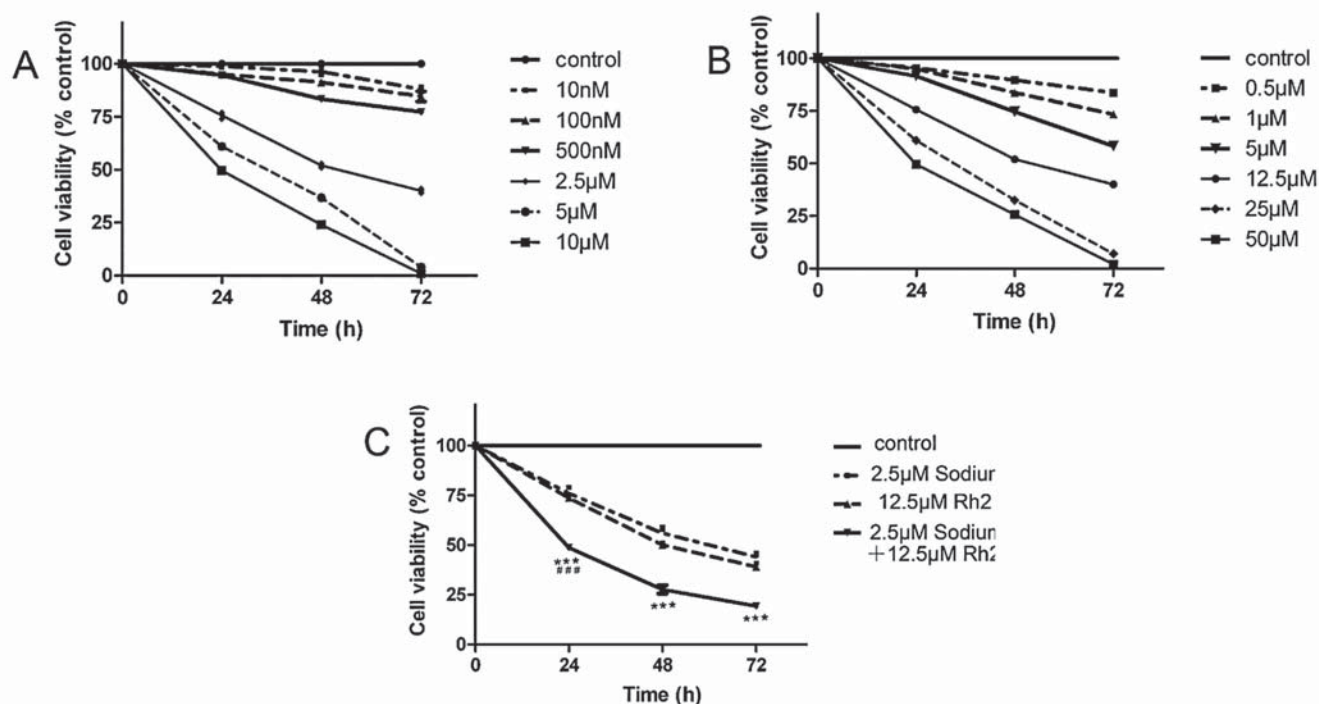 A
Cell viability (% control)
100
75
50
25
0
0 24 48 72
Time (h)
control
10nM
100nM
500nM
2.5µM
5µM
10µM
B
Cell viability (% control)
100
75
50
25
0
0 24 48 72
Time (h)
control
0.5µM
1µM
5µM
12.5µM
25µM
50µM
C
Cell viability (% control)
100
75
50
25
0
0 24 48 72
Time (h)
***
###
***
***
control
2.5µM Sodiur
12.5µM Rh2
2.5µM Sodiur
+12.5µM Rh2